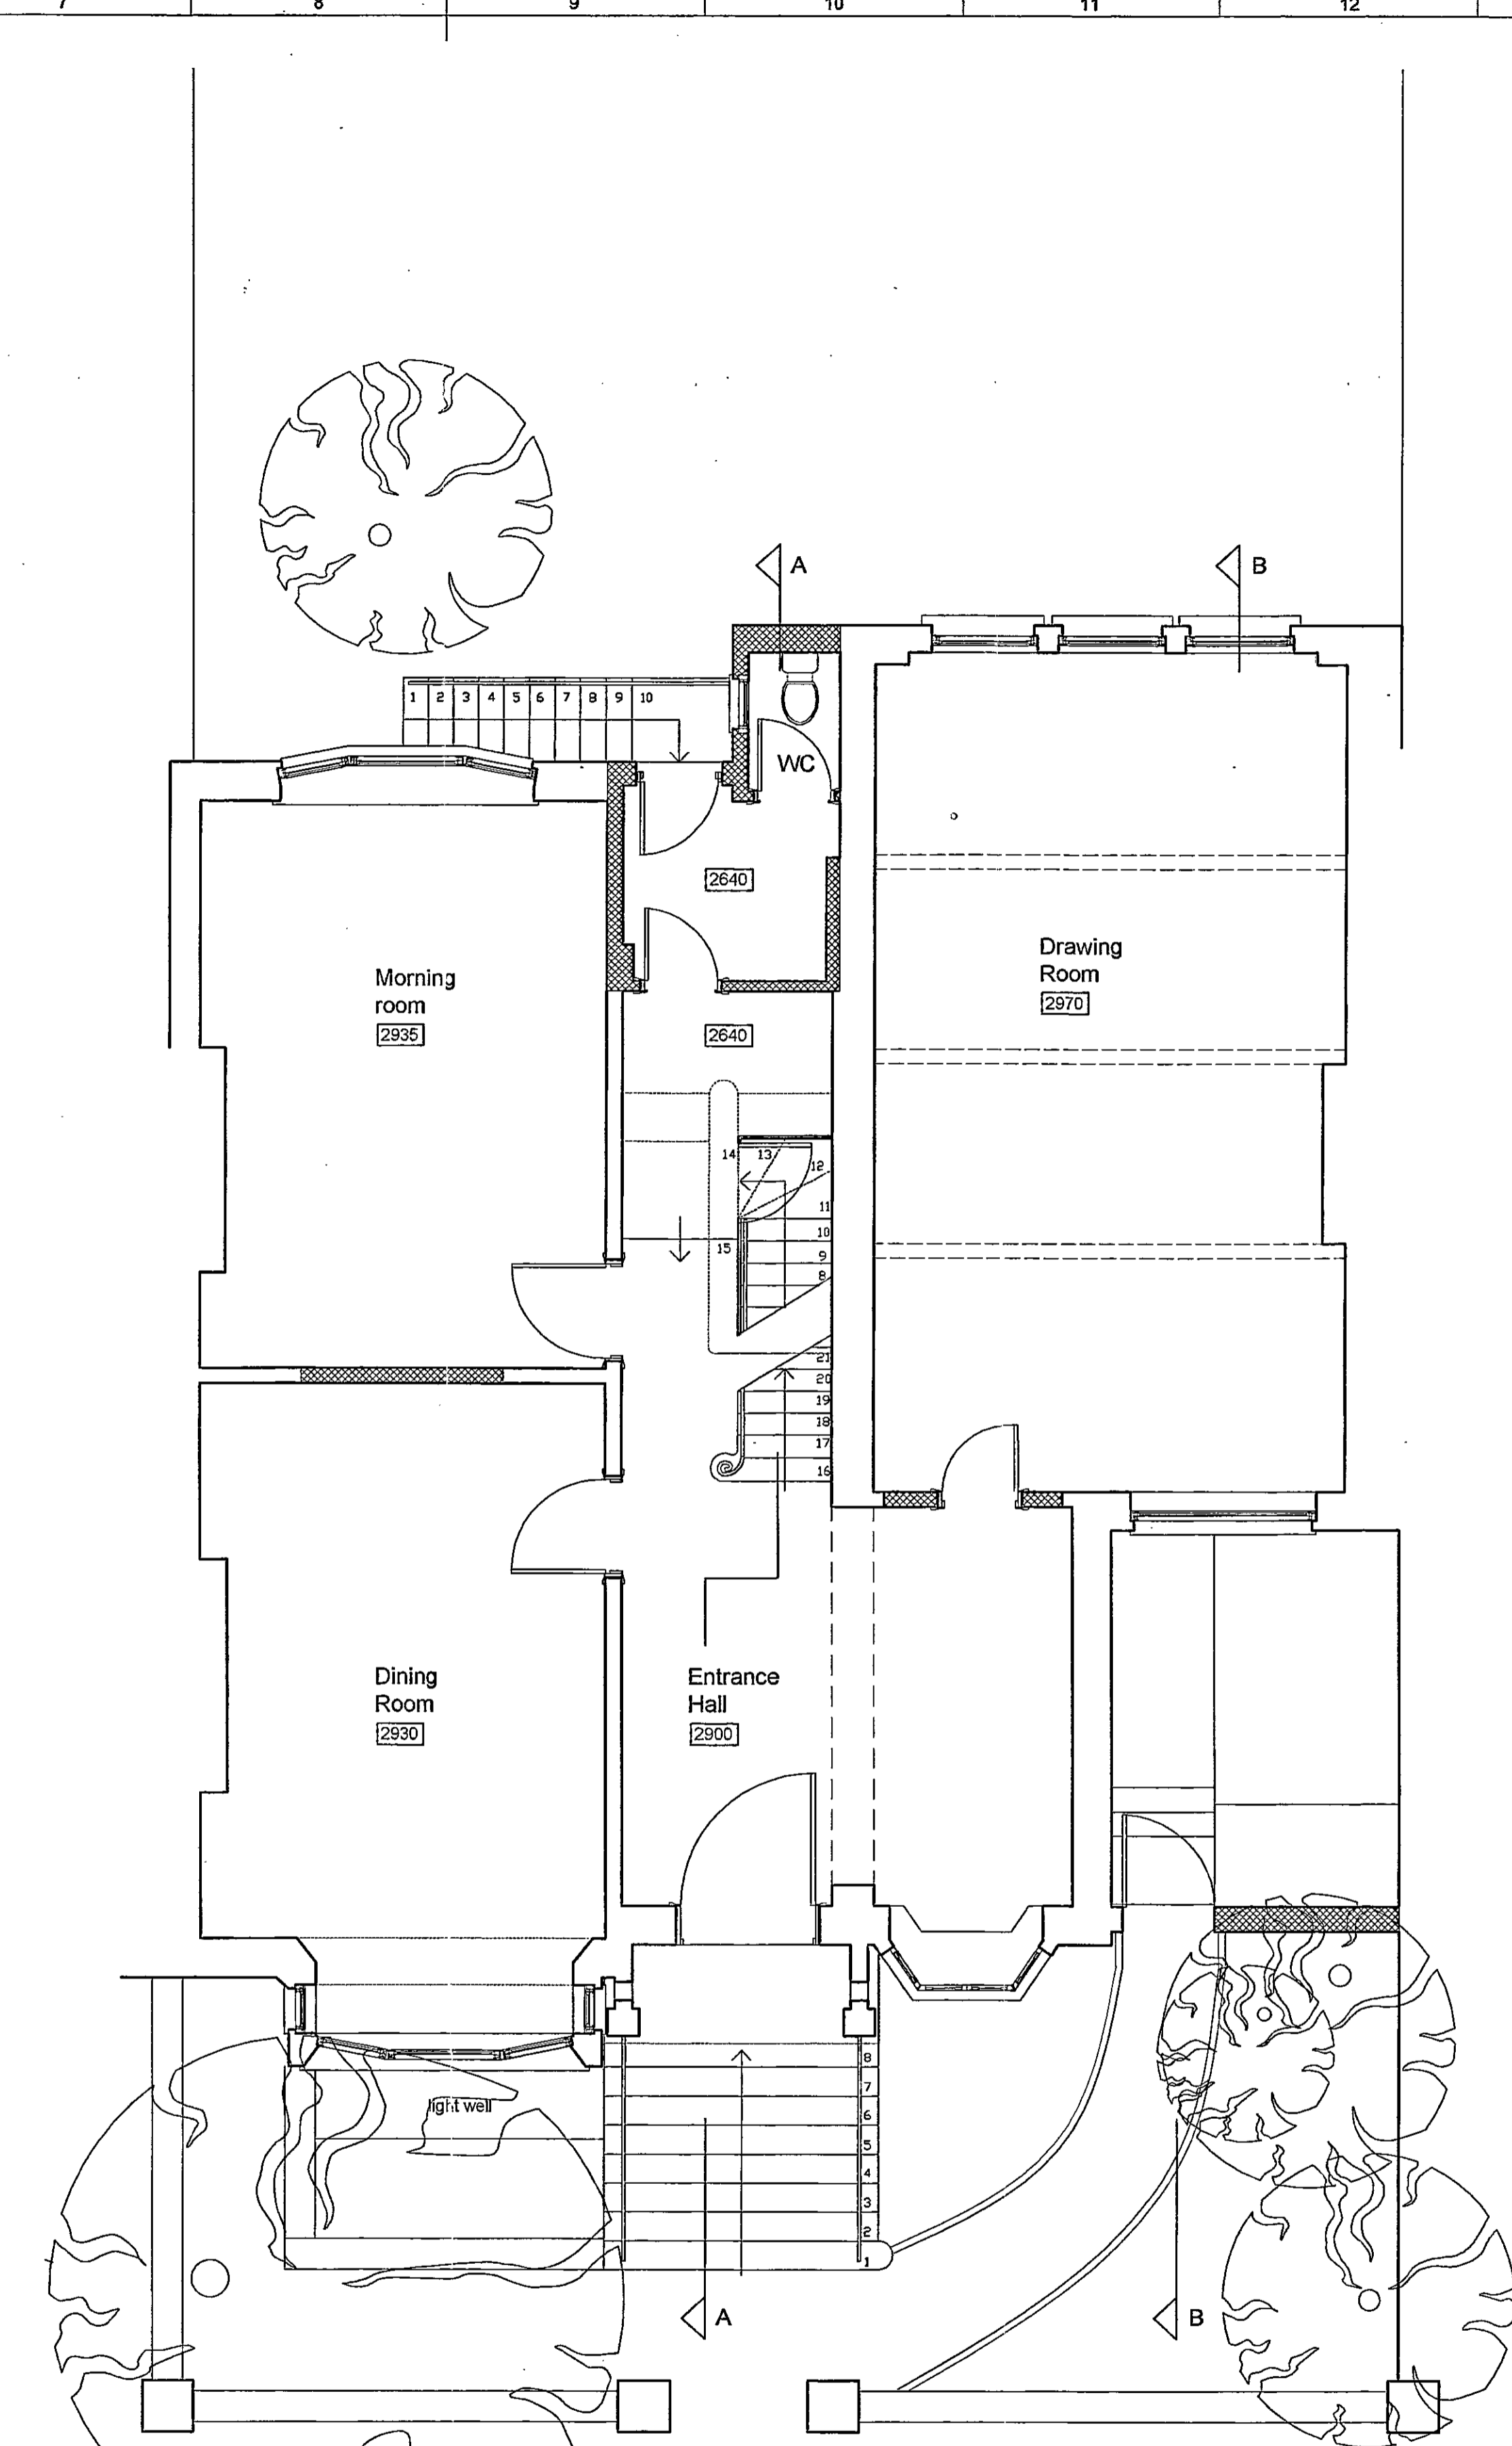 7 8 9 10 11 12
A B
1 2 3 4 5 6 7 8 9 10
WC
2640
Drawing
Room
2970
Morning
room
2935
2640
14 13 12
11
10
15 9
8
21
20
19
18
17
16
Dining
Room
2930
Entrance
Hall
2900
8
7
light well
6
5
4
3
2
1
A B